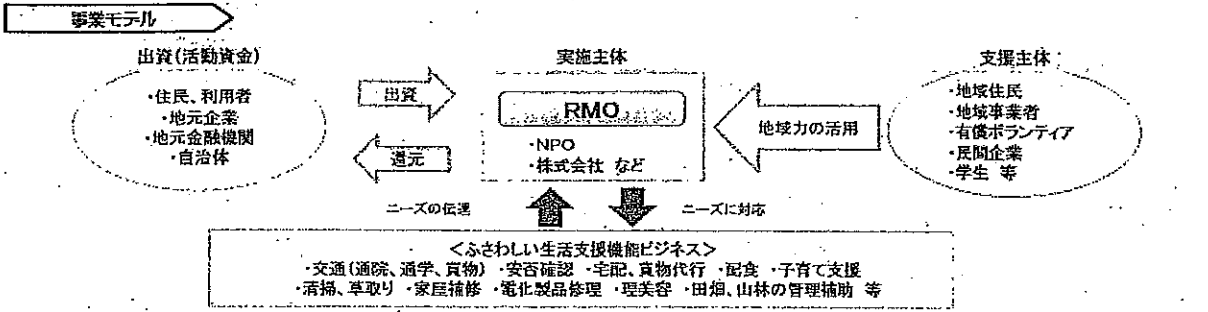 事業モデル
出資(活動資金)
・住民、利用者
・地元企業
・地元金融機関
・自治体
出資
還元
実施主体
RMO
・NPO
・株式会社 など
地域力の活用
支援主体
・地域住民
・地域事業者
・有償ボランティア
・民間企業
・学生 等
ニーズの伝達
ニーズに対応
<ふさわしい生活支援機能ビジネス>
・交通(通院、通学、買物) ・安否確認 ・宅配、買物代行 ・配食 ・子育て支援
・清掃、草取り ・家屋補修 ・電化製品修理 ・理美容 ・田畑、山林の管理補助 等